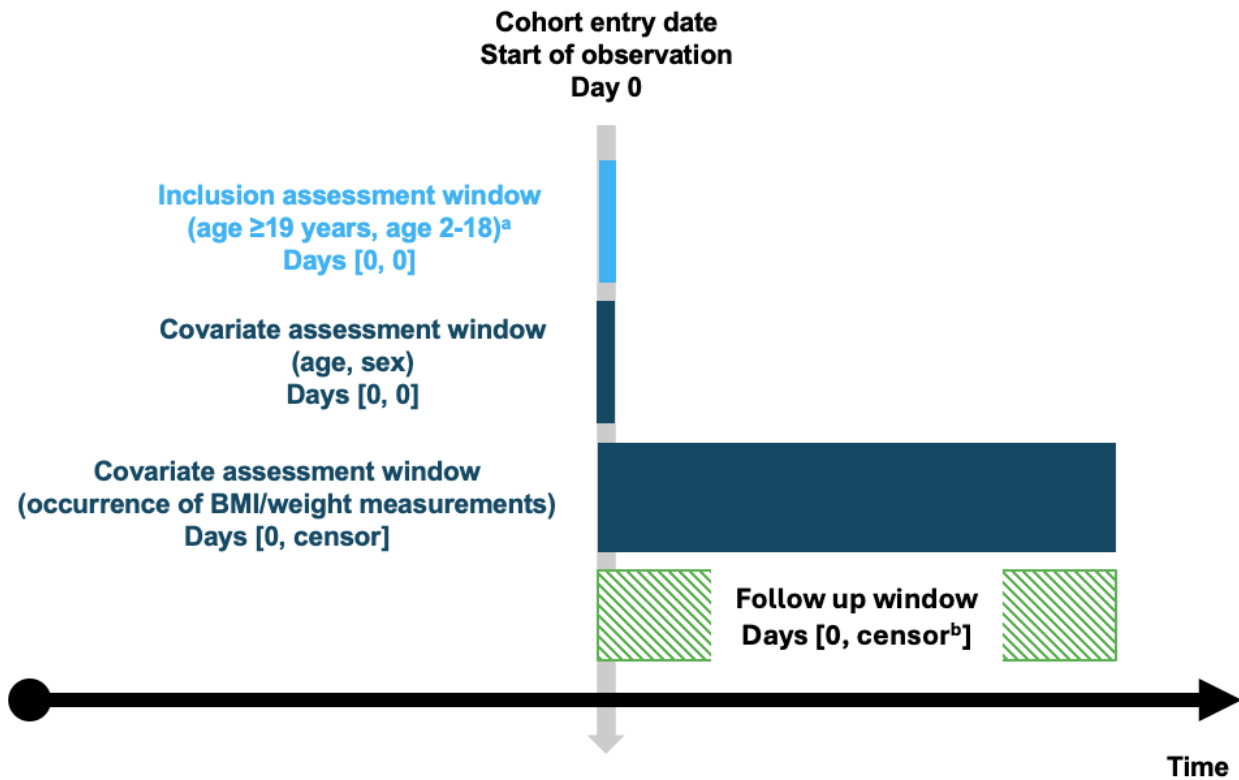 Cohort entry date
Start of observation
Day 0
Inclusion assessment window
(age ≥19 years, age 2-18)ᵃ
Days [0, 0]
Covariate assessment window
(age, sex)
Days [0, 0]
Covariate assessment window
(occurrence of BMI/weight measurements)
Days [0, censor]
Follow up window
Days [0, censorᵇ]
Time